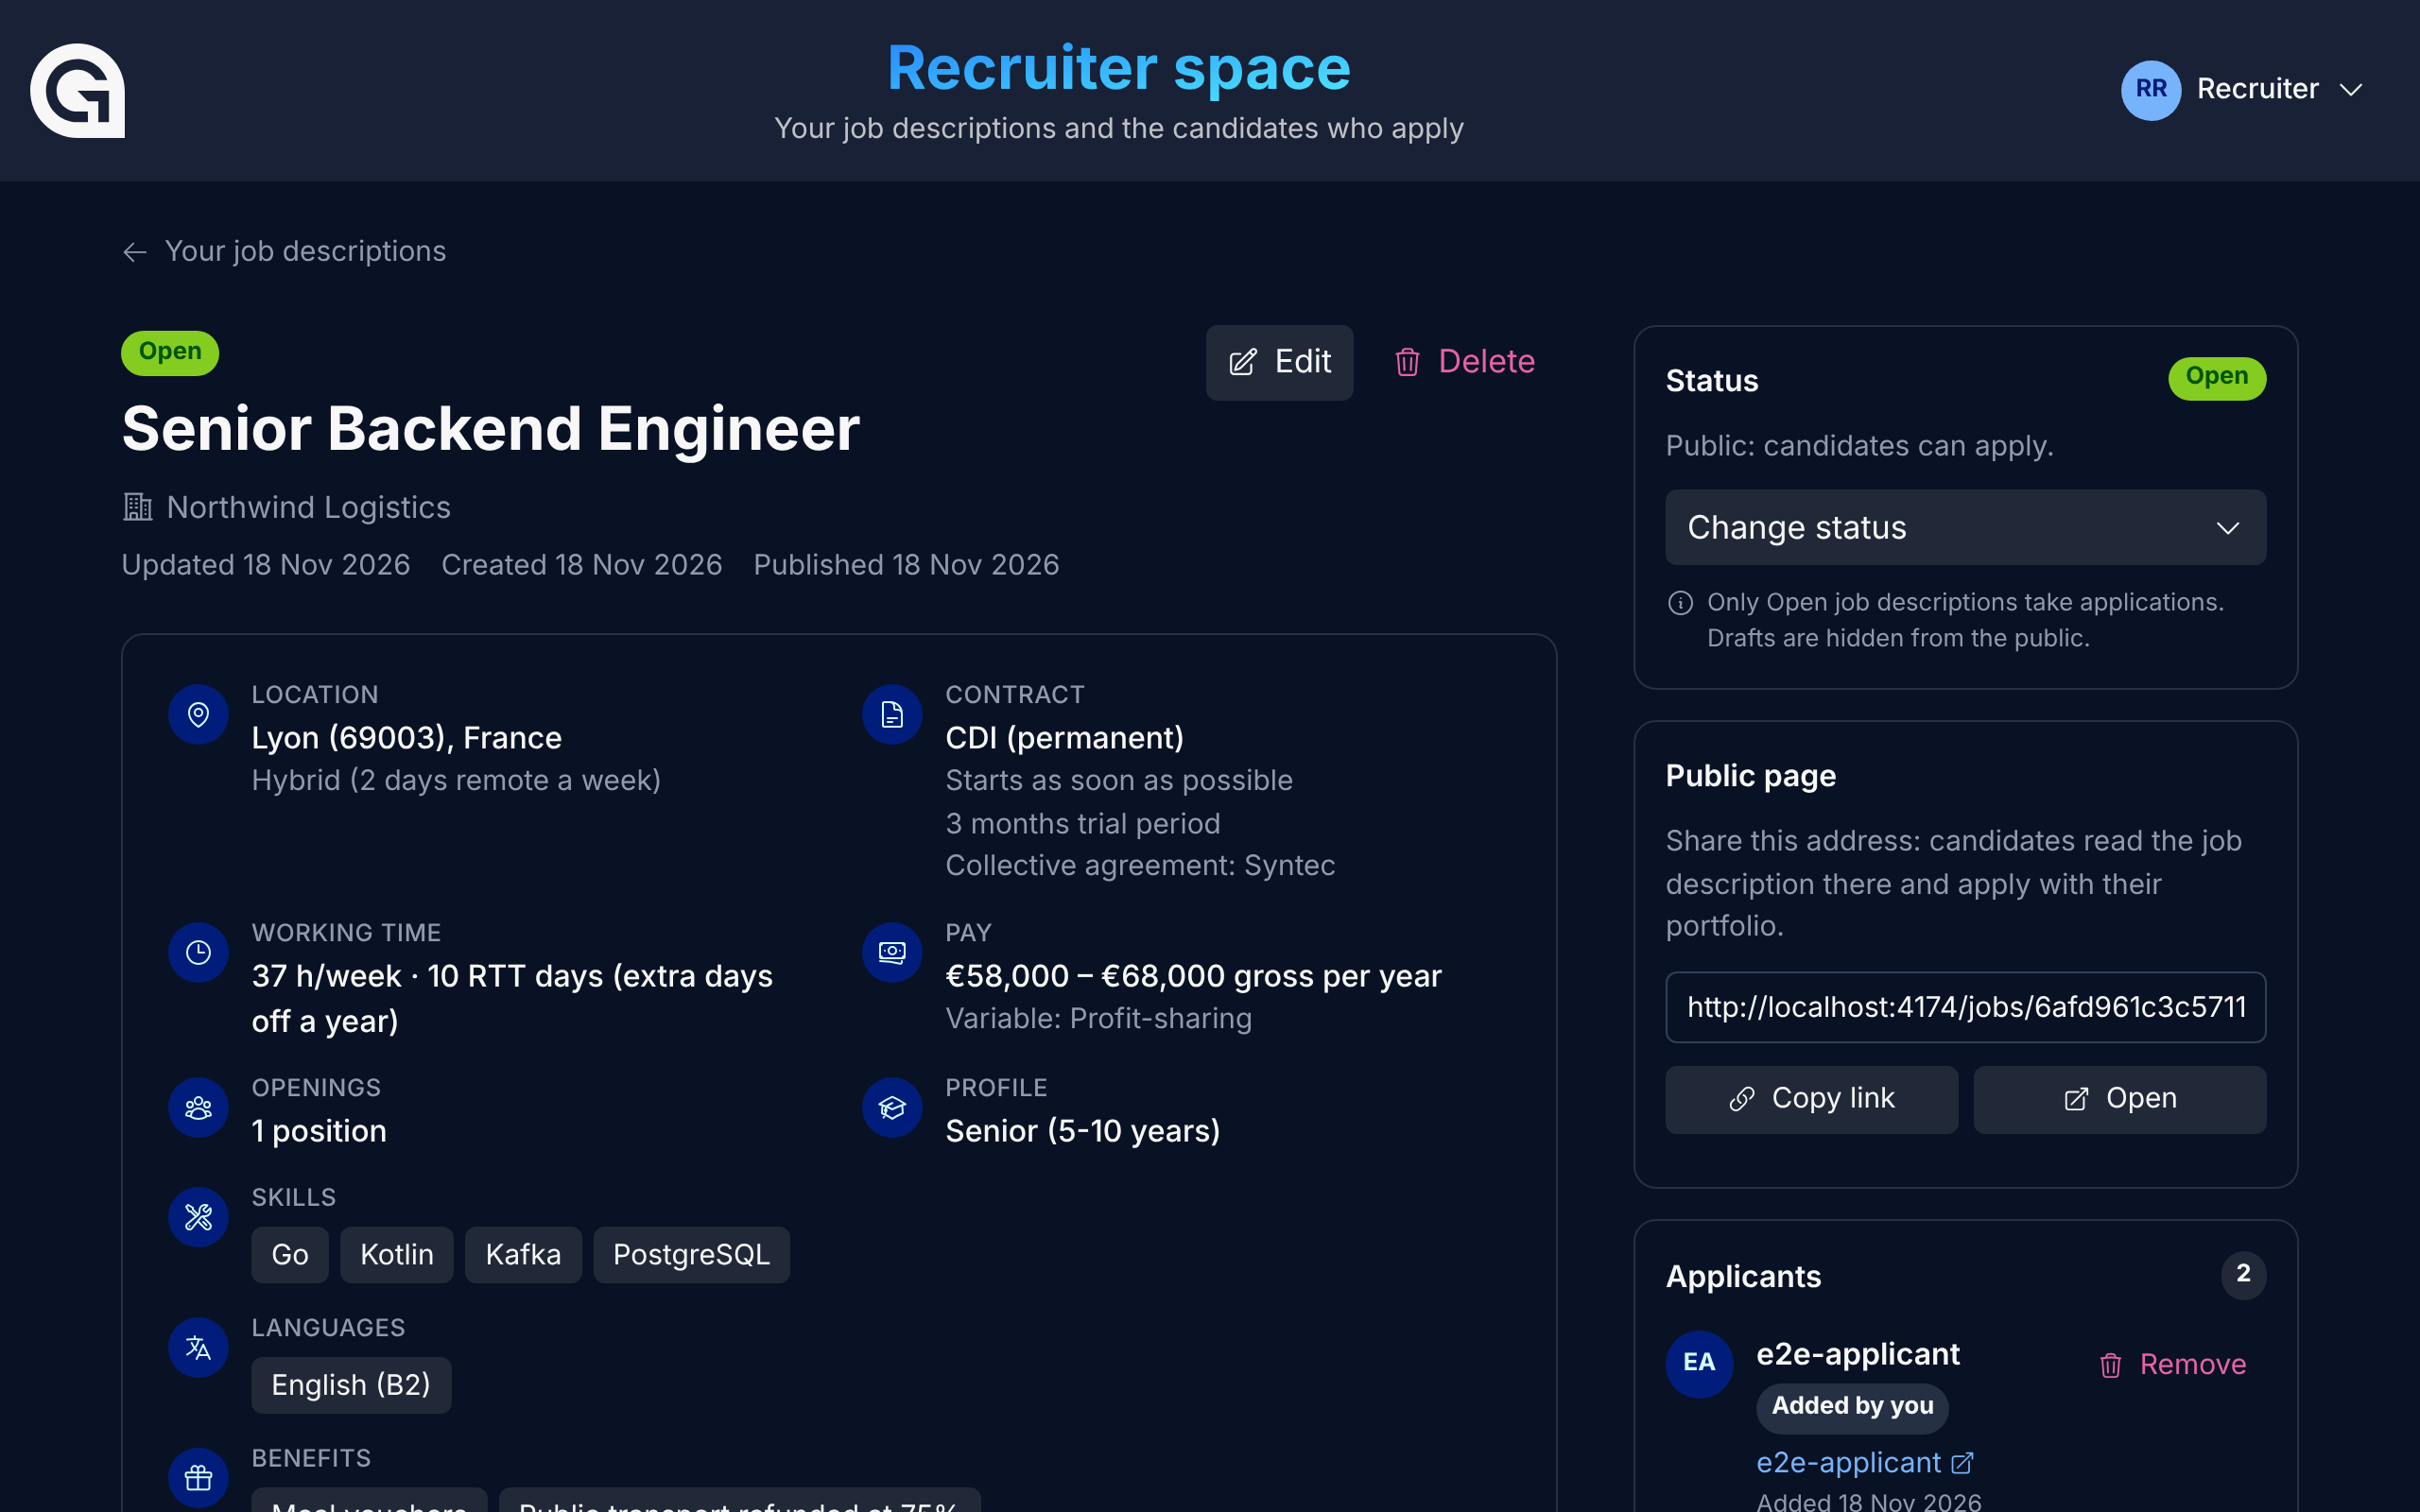 Recruiter space
Your job descriptions and the candidates who apply
RR
Recruiter
Your job descriptions
Open
Edit
Delete
Senior Backend Engineer
Northwind Logistics
Updated 18 Nov 2026 Created 18 Nov 2026 Published 18 Nov 2026
LOCATION
Lyon (69003), France
Hybrid (2 days remote a week)
CONTRACT
CDI (permanent)
Starts as soon as possible
3 months trial period
Collective agreement: Syntec
WORKING TIME
37 h/week · 10 RTT days (extra days
off a year)
PAY
€58,000 – €68,000 gross per year
Variable: Profit-sharing
OPENINGS
1 position
PROFILE
Senior (5-10 years)
SKILLS
Go
Kotlin
Kafka
PostgreSQL
LANGUAGES
English (B2)
BENEFITS
Meal vouchers
Public transport refunded at 75%
Status
Open
Public: candidates can apply.
Change status
Only Open job descriptions take applications.
Drafts are hidden from the public.
Public page
Share this address: candidates read the job
description there and apply with their
portfolio.
http://localhost:4174/jobs/6afd961c3c5711
Copy link
Open
Applicants
2
EA
e2e-applicant
Remove
Added by you
e2e-applicant
Added 18 Nov 2026